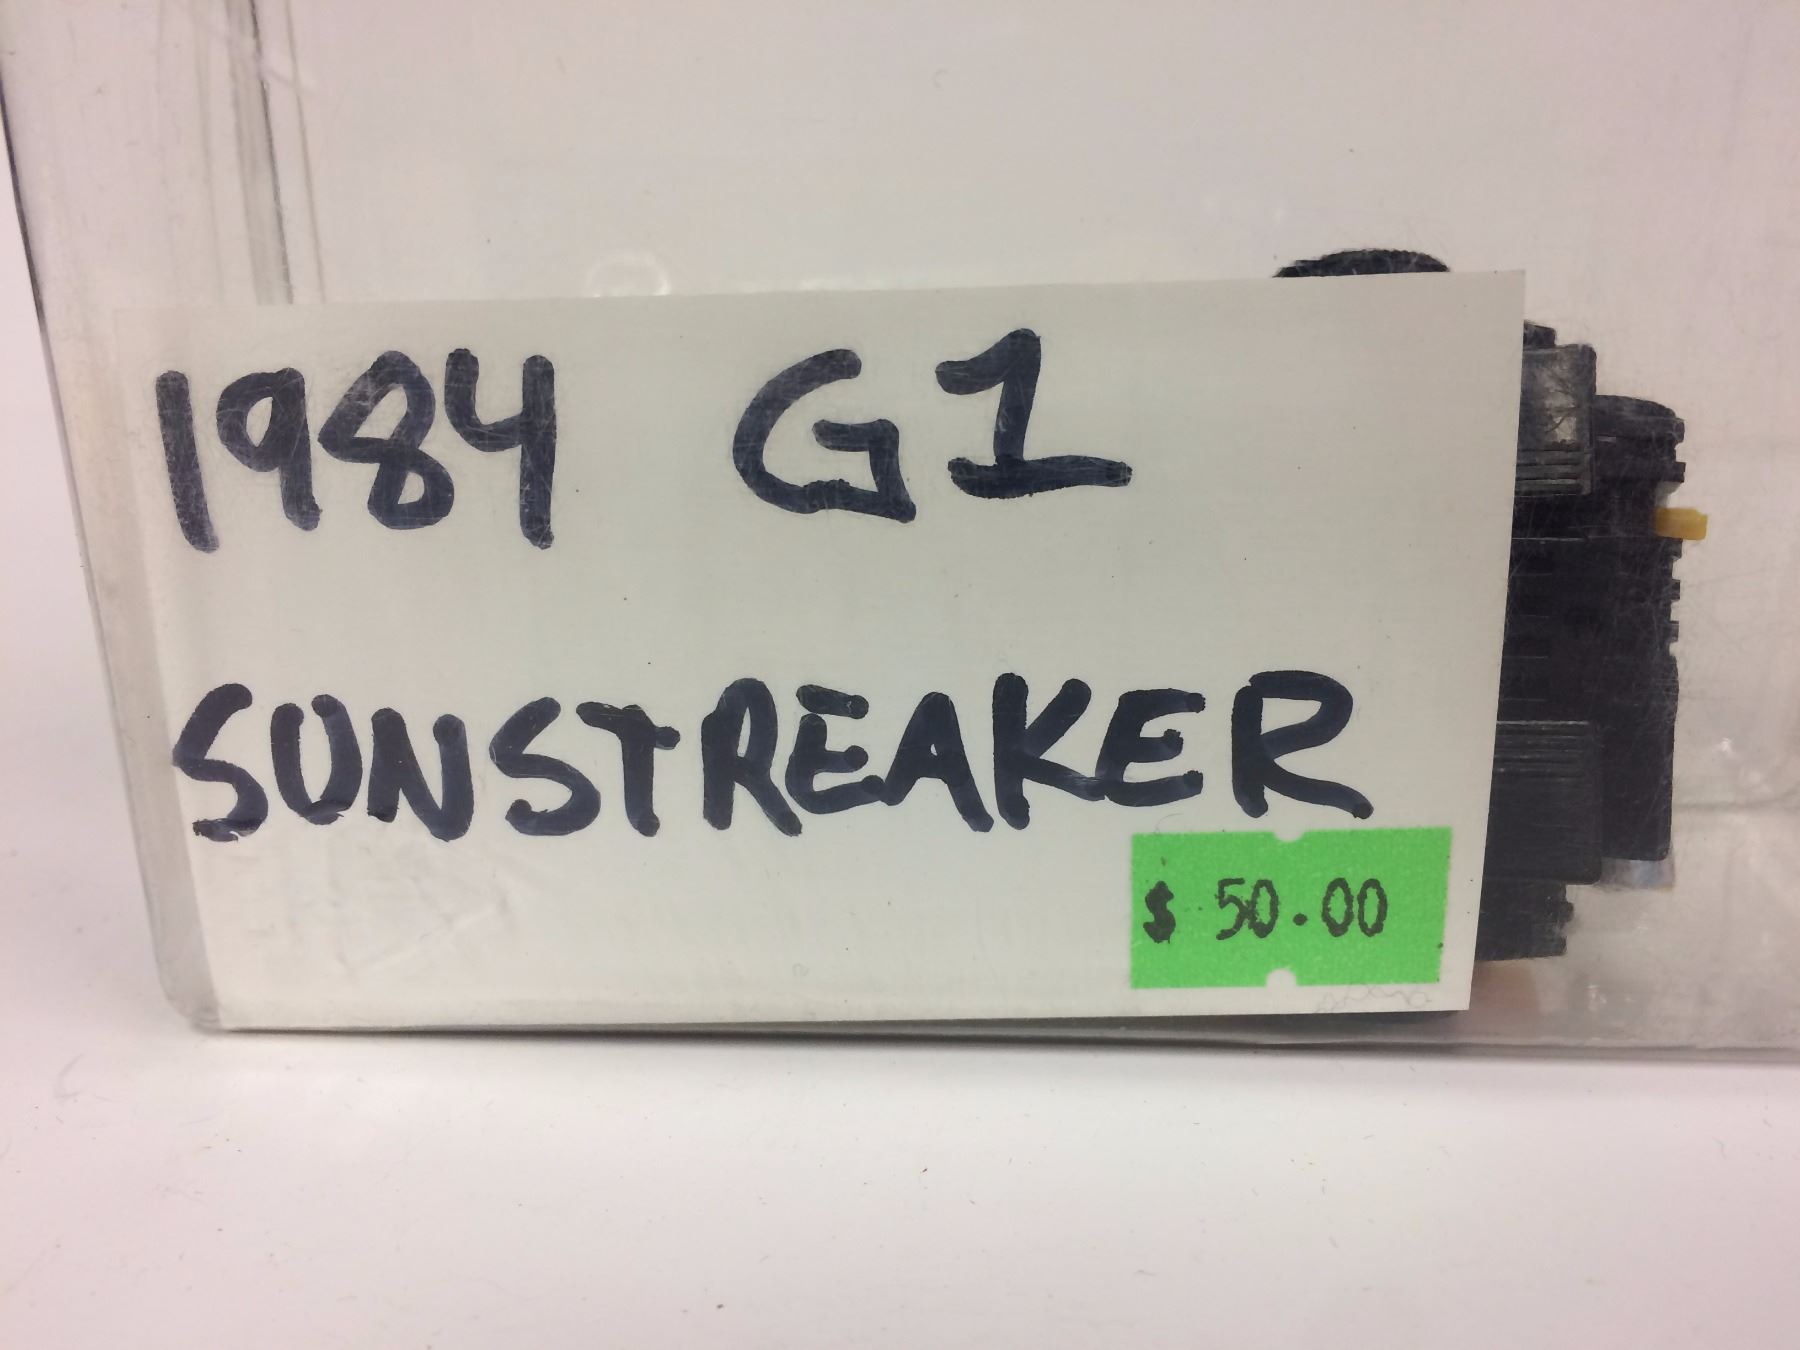 1984 G1
SUNSTREAKER
$ 50.00